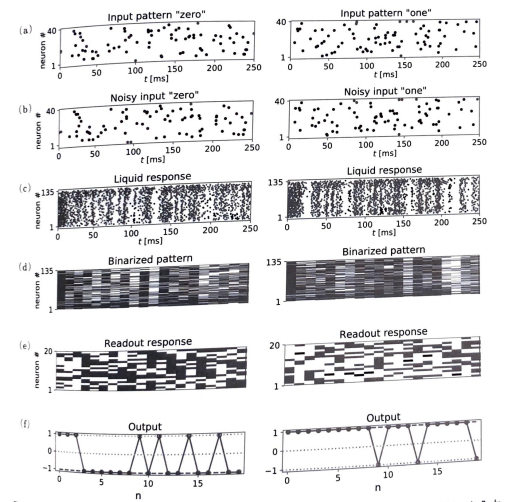 (a)
Input pattern "zero"
neuron #
40
1
0 50 100 150 200 250
t [ms]
Input pattern "one"
40
1
0 50 100 150 200 250
t [ms]
(b)
Noisy input "zero"
neuron #
40
1
0 50 100 150 200 250
t [ms]
Noisy input "one"
40
1
0 50 100 150 200 250
t [ms]
(c)
Liquid response
neuron #
135
1
0 50 100 150 200 250
t [ms]
Liquid response
135
1
0 50 100 150 200 250
t [ms]
(d)
Binarized pattern
neuron #
135
1
Binarized pattern
135
1
(e)
Readout response
neuron #
20
1
Readout response
20
1
(f)
Output
1
0
−1
0 5 10 15
n
Output
1
0
−1
0 5 10 15
n